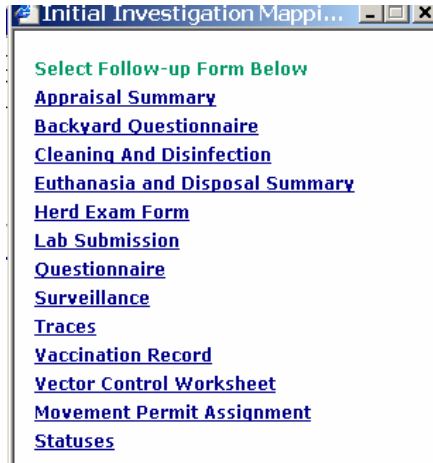 Initial Investigation Mappi...
Select Follow-up Form Below
Appraisal Summary
Backyard Questionnaire
Cleaning And Disinfection
Euthanasia and Disposal Summary
Herd Exam Form
Lab Submission
Questionnaire
Surveillance
Traces
Vaccination Record
Vector Control Worksheet
Movement Permit Assignment
Statuses